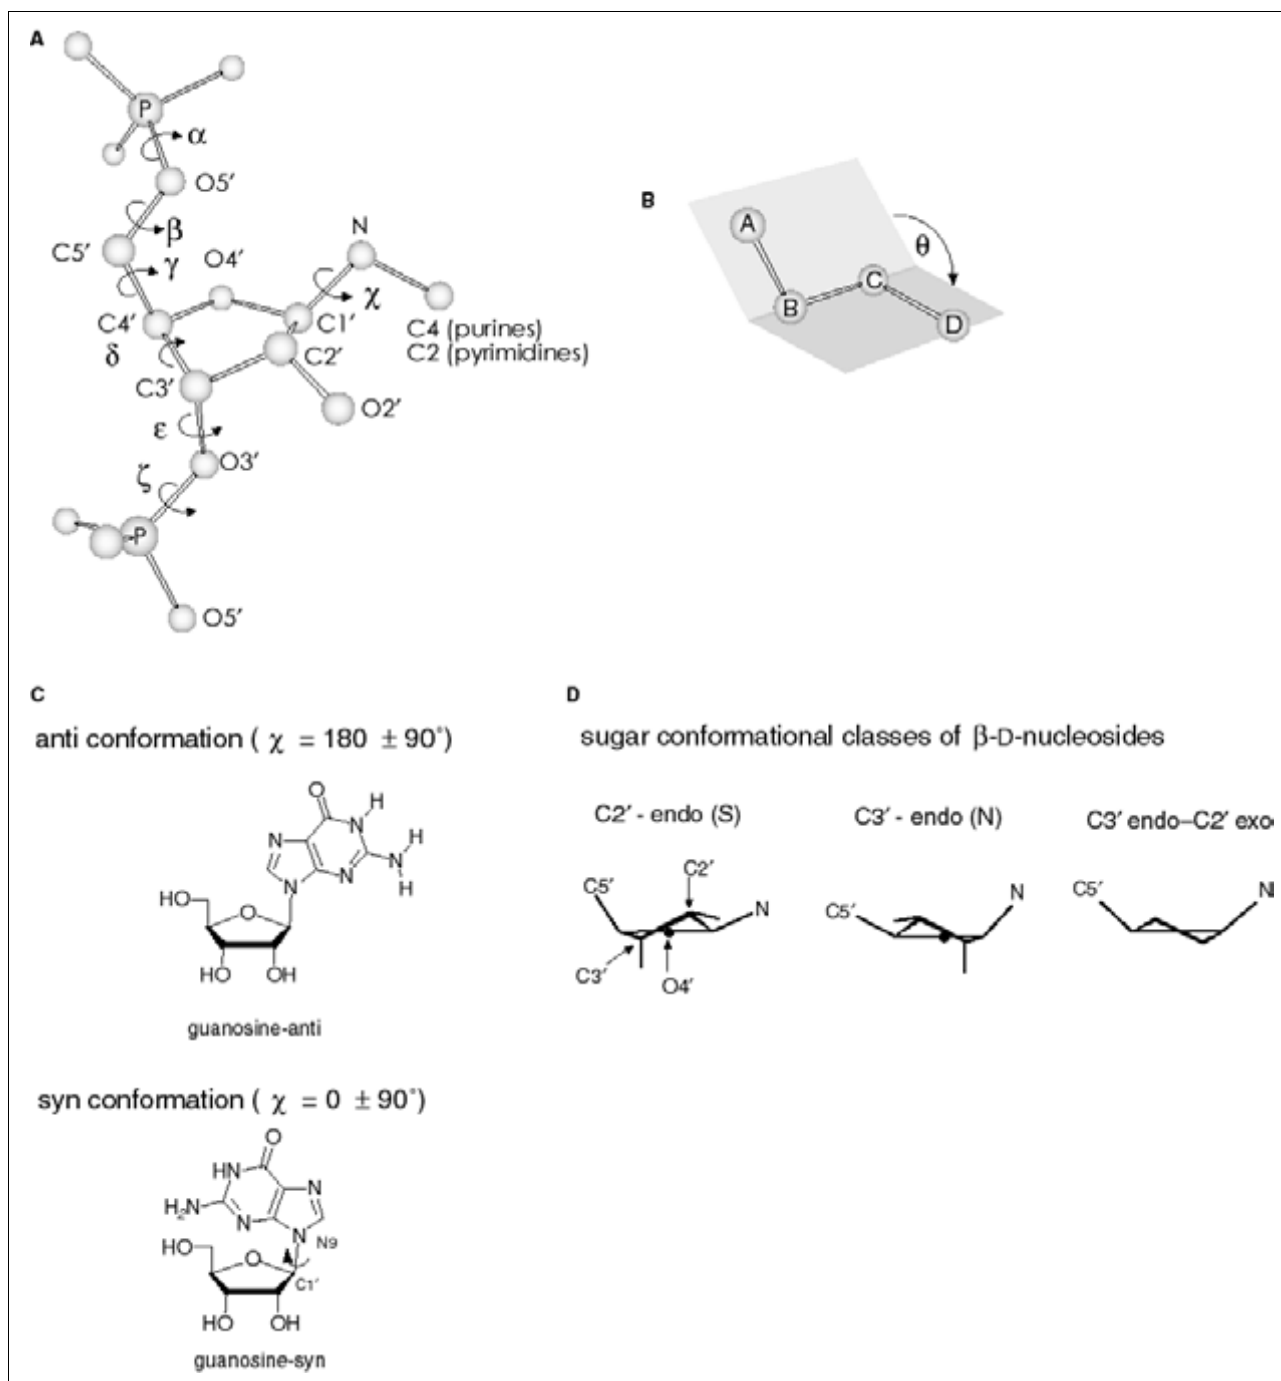 A
P
α
O5′
β
C5′
γ
O4′
N
χ
C4′
C1′
C4 (purines)
C2 (pyrimidines)
δ
C2′
C3′
O2′
ε
O3′
ζ
P
O5′
B
A
θ
C
B
D
C
anti conformation ( χ = 180 ± 90°)
O
H
N
N
H
N
N
N
H
HO
O
HO
OH
guanosine-anti
syn conformation ( χ = 0 ± 90°)
O
HN
N
H2N
N
N
N9
HO
O
C1′
HO
OH
guanosine-syn
D
sugar conformational classes of β-D-nucleosides
C2′ - endo (S)
C3′ - endo (N)
C3′ endo–C2′ exo
C2′
C5′
N
C3′
O4′
C5′
N
C5′
N